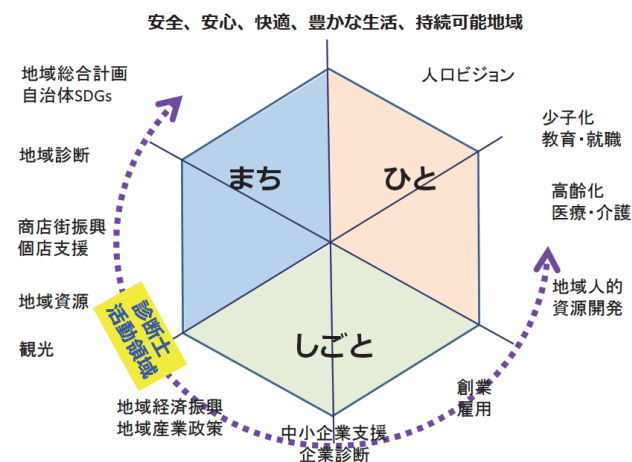 安全、安心、快適、豊かな生活、持続可能地域
人口ビジョン
地域総合計画
自治体SDGs
少子化
教育・就職
地域診断
まち
ひと
高齢化
医療・介護
商店街振興
個店支援
地域資源
地域人的
資源開発
診断士
活動領域
観光
しごと
創業
雇用
地域経済振興
地域産業政策
中小企業支援
企業診断